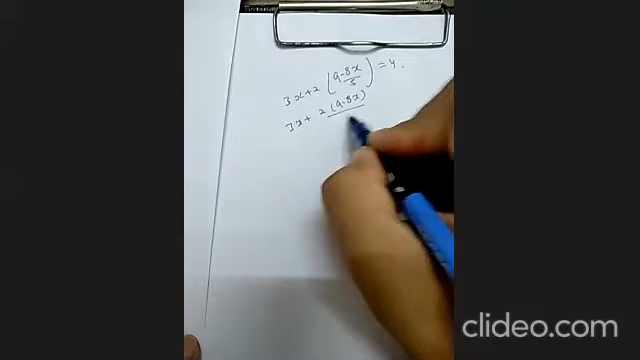 3x+2 (9-8x/5) = 4.
3x+ 2(9-8x)
clideo.com